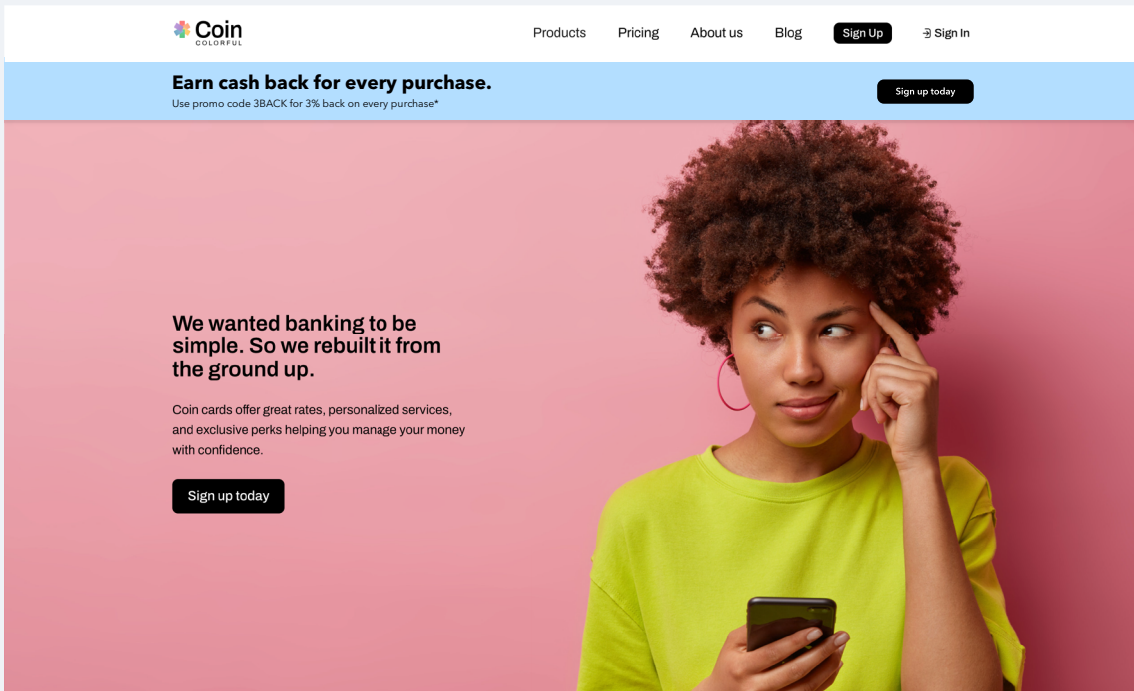 Coin
COLORFUL
Products Pricing About us Blog Sign Up Sign In
Earn cash back for every purchase.
Use promo code 3BACK for 3% back on every purchase*
Sign up today
We wanted banking to be
simple. So we rebuilt it from
the ground up.
Coin cards offer great rates, personalized services,
and exclusive perks helping you manage your money
with confidence.
Sign up today